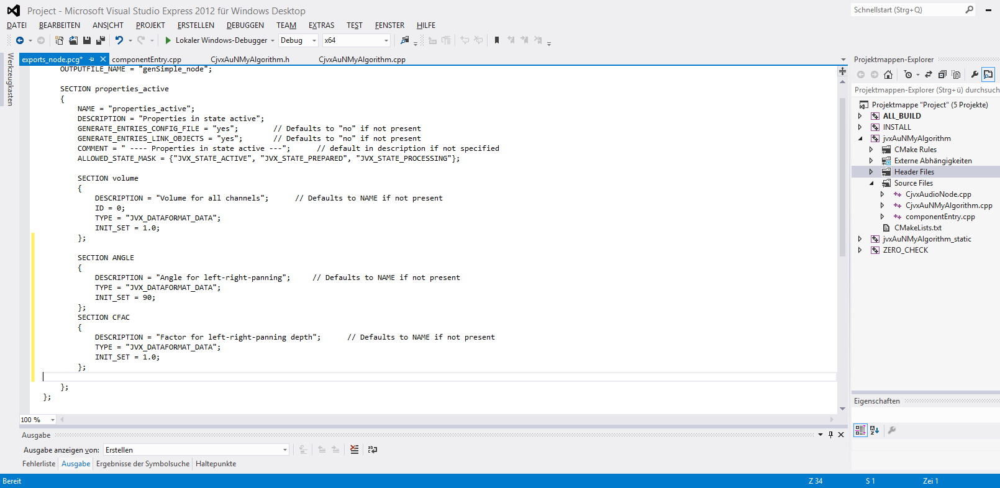 Project - Microsoft Visual Studio Express 2012 für Windows Desktop
Schnellstart (Strg+Q)
DATEI BEARBEITEN ANSICHT PROJEKT ERSTELLEN DEBUGGEN TEAM EXTRAS TEST FENSTER HILFE
Lokaler Windows-Debugger Debug x64
Werkzeugkasten
exports_node.pcg* componentEntry.cpp CjvxAuNMyAlgorithm.h CjvxAuNMyAlgorithm.cpp
OUTPUTFILE_NAME = "genSimple_node";
SECTION properties_active
{
NAME = "properties_active";
DESCRIPTION = "Properties in state active";
GENERATE_ENTRIES_CONFIG_FILE = "yes"; // Defaults to "no" if not present
GENERATE_ENTRIES_LINK_OBJECTS = "yes"; // Defaults to "no" if not present
COMMENT = " ---- Properties in state active ---"; // default in description if not specified
ALLOWED_STATE_MASK = {"JVX_STATE_ACTIVE", "JVX_STATE_PREPARED", "JVX_STATE_PROCESSING"};
SECTION volume
{
DESCRIPTION = "Volume for all channels"; // Defaults to NAME if not present
ID = 0;
TYPE = "JVX_DATAFORMAT_DATA";
INIT_SET = 1.0;
};
SECTION ANGLE
{
DESCRIPTION = "Angle for left-right-panning"; // Defaults to NAME if not present
TYPE = "JVX_DATAFORMAT_DATA";
INIT_SET = 90;
};
SECTION CFAC
{
DESCRIPTION = "Factor for left-right-panning depth"; // Defaults to NAME if not present
TYPE = "JVX_DATAFORMAT_DATA";
INIT_SET = 1.0;
};
};
};
100 %
Projektmappen-Explorer
Projektmappen-Explorer (Strg+ü) durchsuch
Projektmappe "Project" (5 Projekte)
ALL_BUILD
INSTALL
jvxAuNMyAlgorithm
CMake Rules
Externe Abhängigkeiten
Header Files
Source Files
CjvxAudioNode.cpp
CjvxAuNMyAlgorithm.cpp
componentEntry.cpp
CMakeLists.txt
jvxAuNMyAlgorithm_static
ZERO_CHECK
Eigenschaften
Ausgabe
Ausgabe anzeigen von: Erstellen
Fehlerliste Ausgabe Ergebnisse der Symbolsuche Haltepunkte
Bereit Z 34 S 1 Zei 1